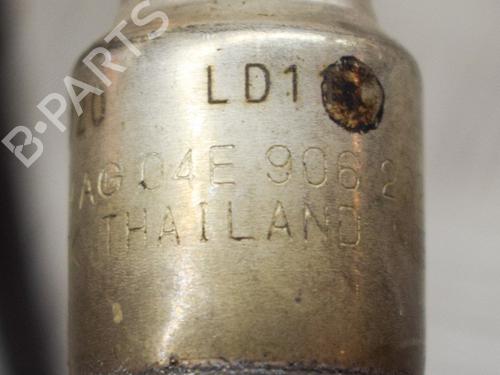 B-PARTS
LD1
AG 04E 906 2
THAILAND